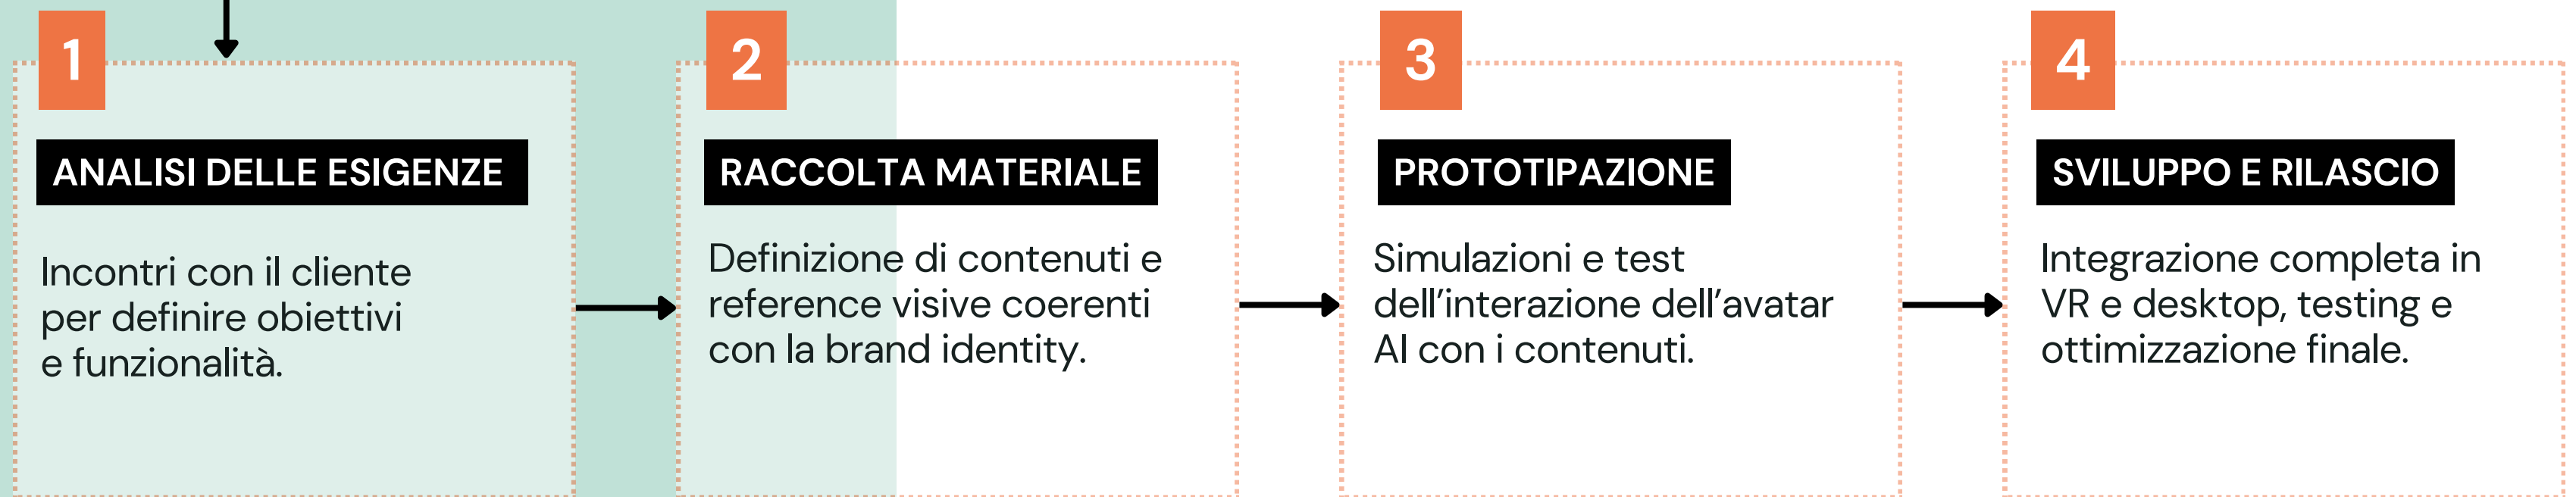 1
ANALISI DELLE ESIGENZE
Incontri con il cliente
per definire obiettivi
e funzionalità.
2
RACCOLTA MATERIALE
Definizione di contenuti e
reference visive coerenti
con la brand identity.
3
PROTOTIPAZIONE
Simulazioni e test
dell’interazione dell’avatar
AI con i contenuti.
4
SVILUPPO E RILASCIO
Integrazione completa in
VR e desktop, testing e
ottimizzazione finale.